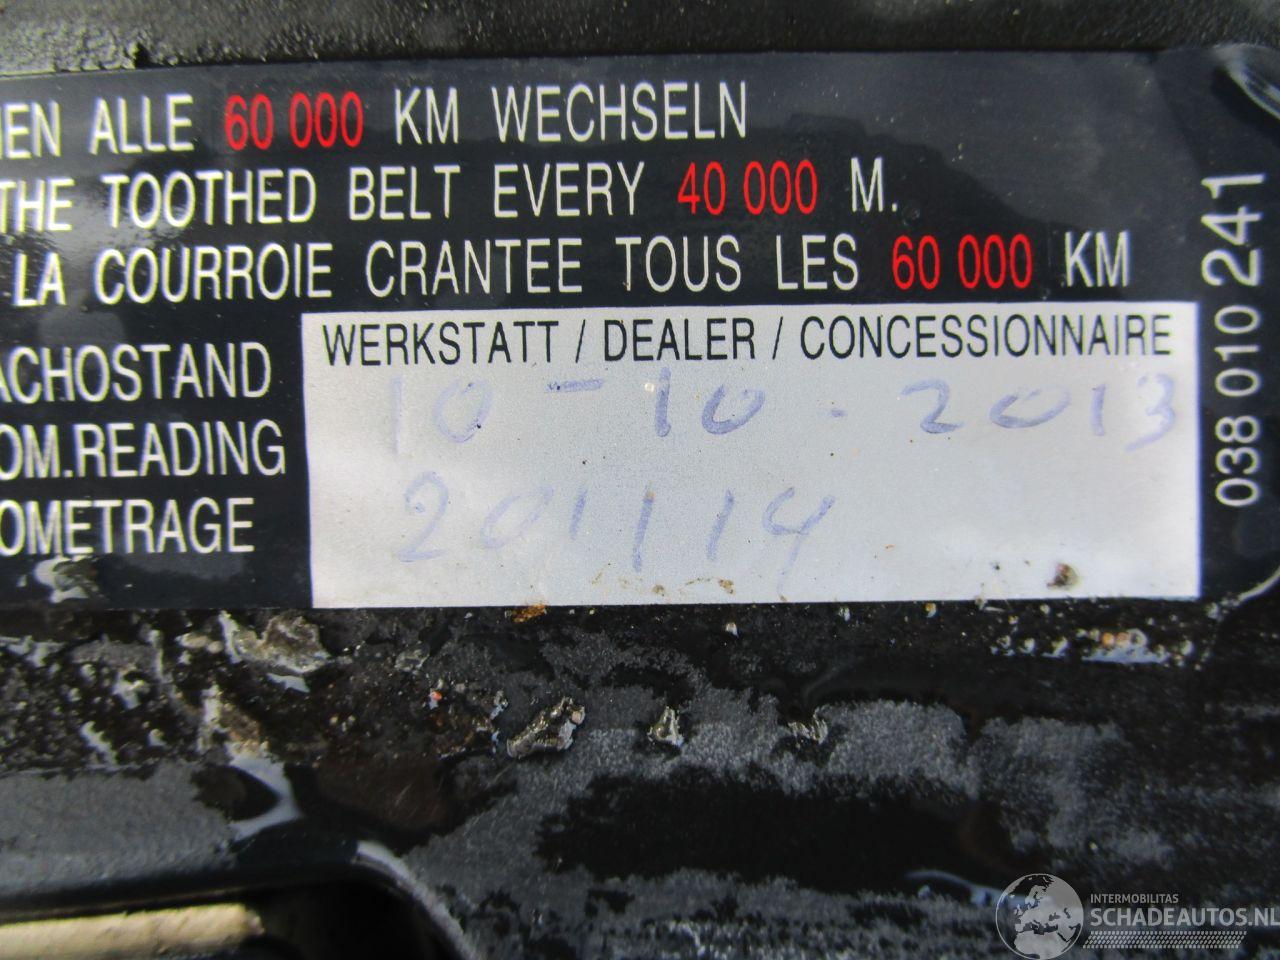 MEN ALLE 60 000 KM WECHSELN
THE TOOTHED BELT EVERY 40 000 M.
LA COURROIE CRANTEE TOUS LES 60 000 KM
ACHOSTAND
OM.READING
OMETRAGE
WERKSTATT / DEALER / CONCESSIONNAIRE
10-10.2013
201114
038 010 241
INTERMOBILITAS
SCHADEAUTOS.NL